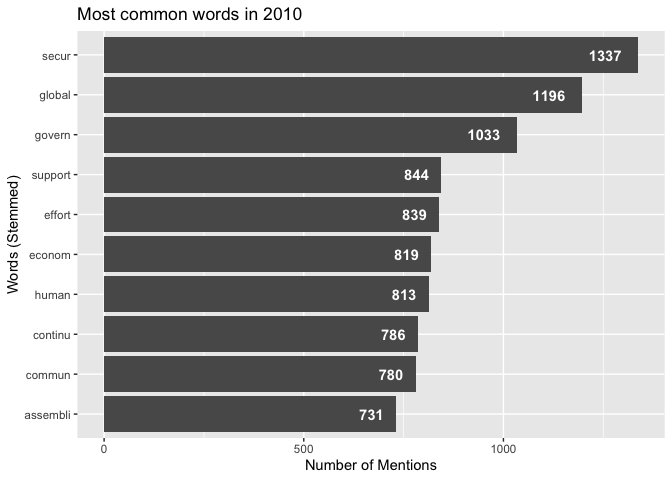 Most common words in 2010
Words (Stemmed)
secur 1337
global 1196
govern 1033
support 844
effort 839
econom 819
human 813
continu 786
commun 780
assembli 731
0 500 1000
Number of Mentions